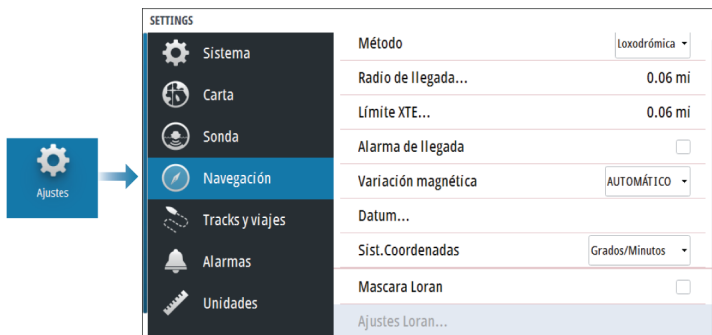 SETTINGS
Sistema
Carta
Sonda
Navegación
Tracks y viajes
Alarmas
Unidades
Ajustes
Método Loxodrómica
Radio de llegada... 0.06 mi
Límite XTE... 0.06 mi
Alarma de llegada
Variación magnética AUTOMÁTICO
Datum...
Sist.Coordenadas Grados/Minutos
Mascara Loran
Ajustes Loran...